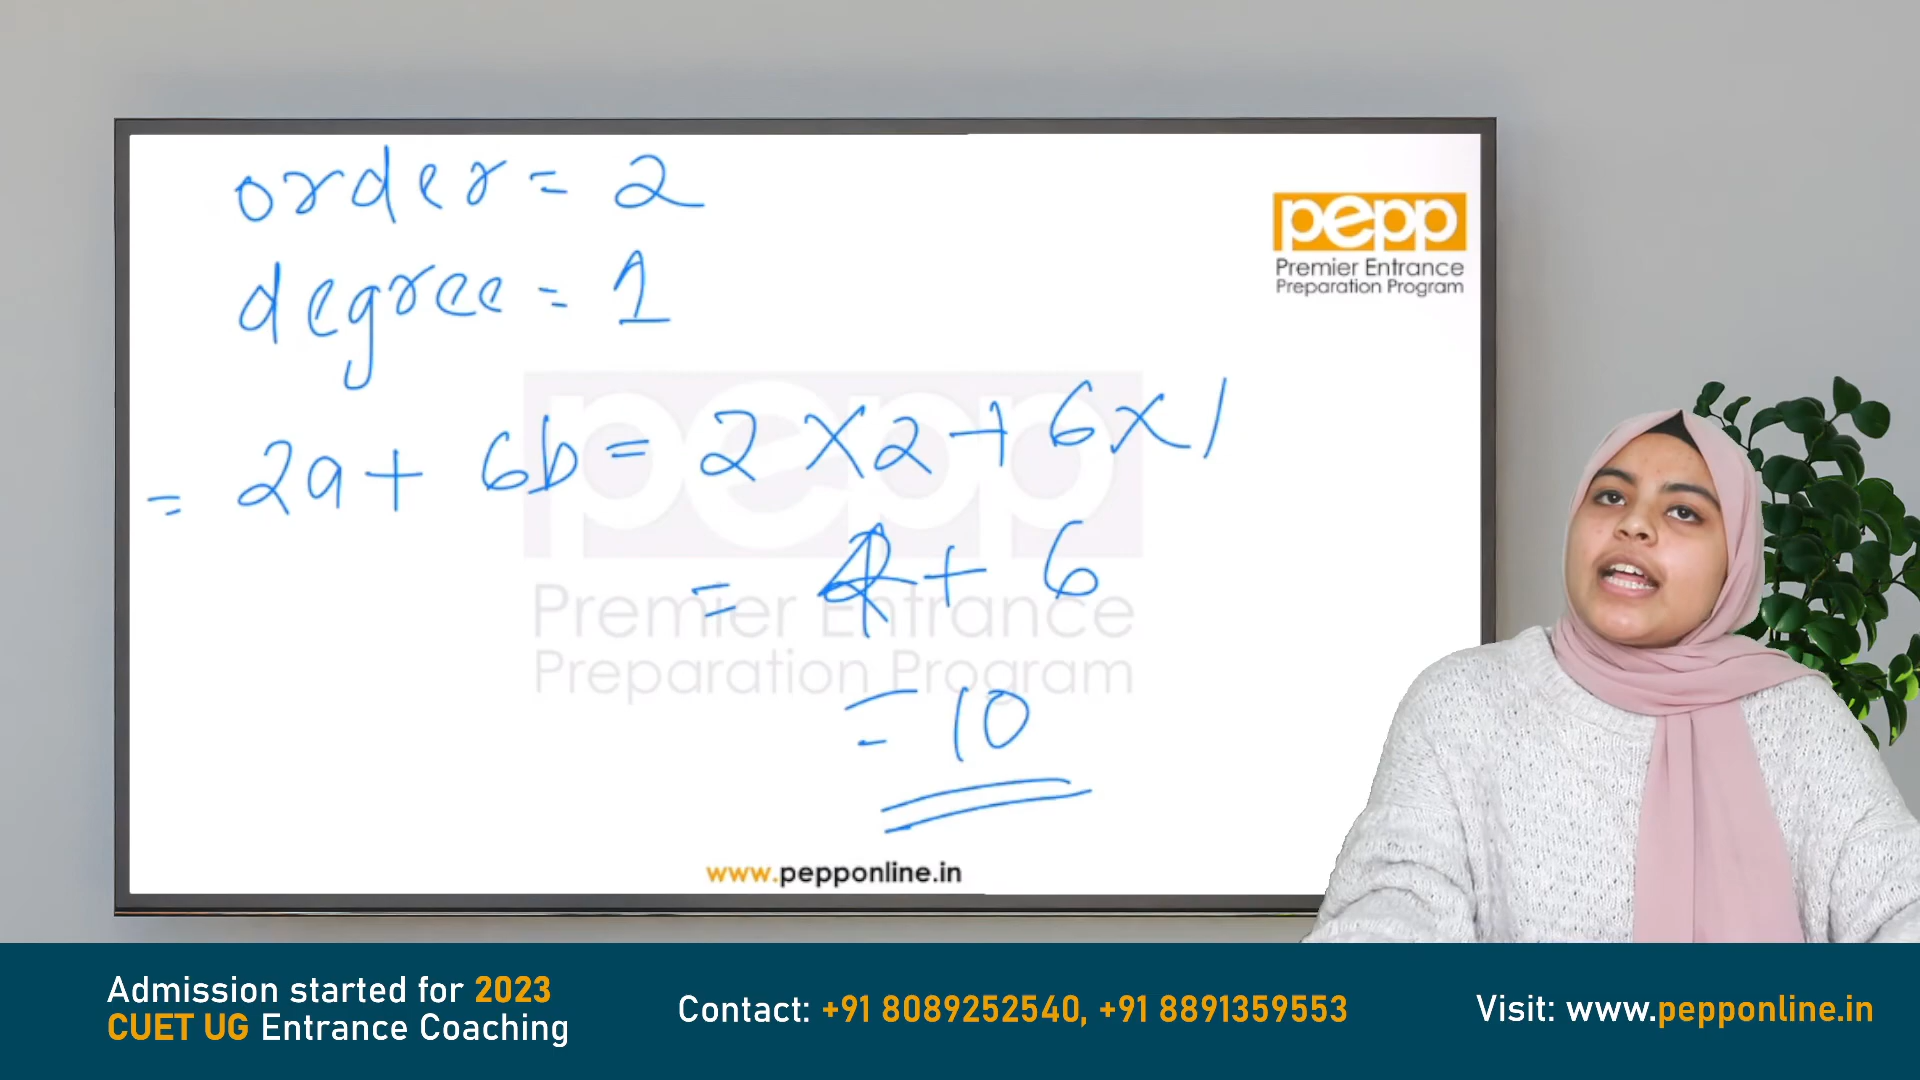 order = 2
degree = 1
= 2a + 6b = 2 × 2 + 6 × 1
= 4 + 6
= 10
pepp
Premier Entrance
Preparation Program
pepp
Premier Entrance
Preparation Program
www.pepponline.in
Admission started for 2023
CUET UG Entrance Coaching
Contact: +91 8089252540, +91 8891359553
Visit: www.pepponline.in